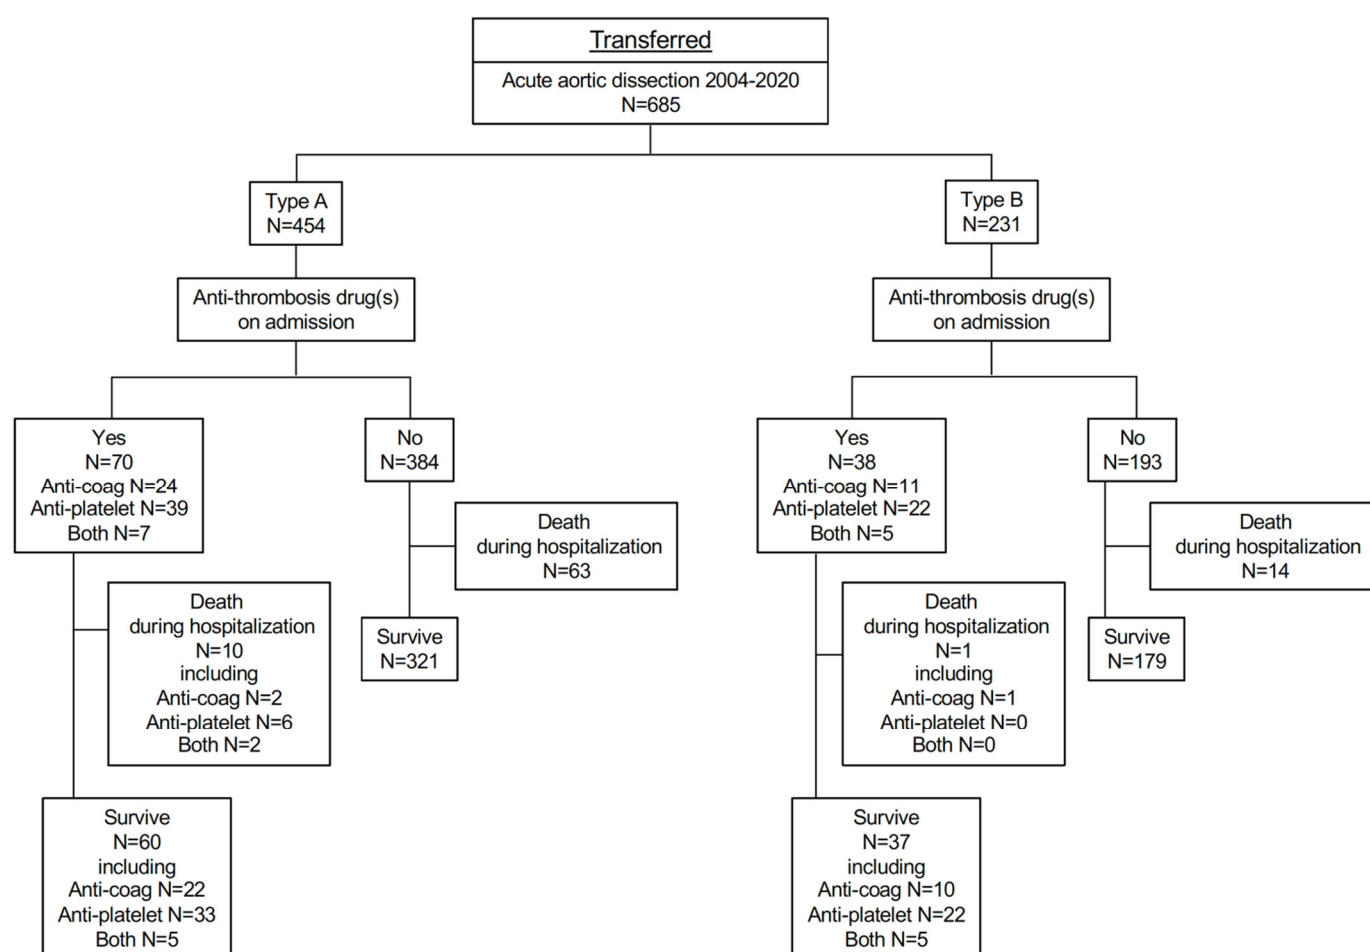 Transferred
Acute aortic dissection 2004-2020
N=685
Type A
N=454
Type B
N=231
Anti-thrombosis drug(s)
on admission
Anti-thrombosis drug(s)
on admission
Yes
N=70
Anti-coag N=24
Anti-platelet N=39
Both N=7
No
N=384
Death
during hospitalization
N=63
Death
during hospitalization
N=10
including
Anti-coag N=2
Anti-platelet N=6
Both N=2
Survive
N=321
Survive
N=60
including
Anti-coag N=22
Anti-platelet N=33
Both N=5
Yes
N=38
Anti-coag N=11
Anti-platelet N=22
Both N=5
No
N=193
Death
during hospitalization
N=14
Death
during hospitalization
N=1
including
Anti-coag N=1
Anti-platelet N=0
Both N=0
Survive
N=179
Survive
N=37
including
Anti-coag N=10
Anti-platelet N=22
Both N=5